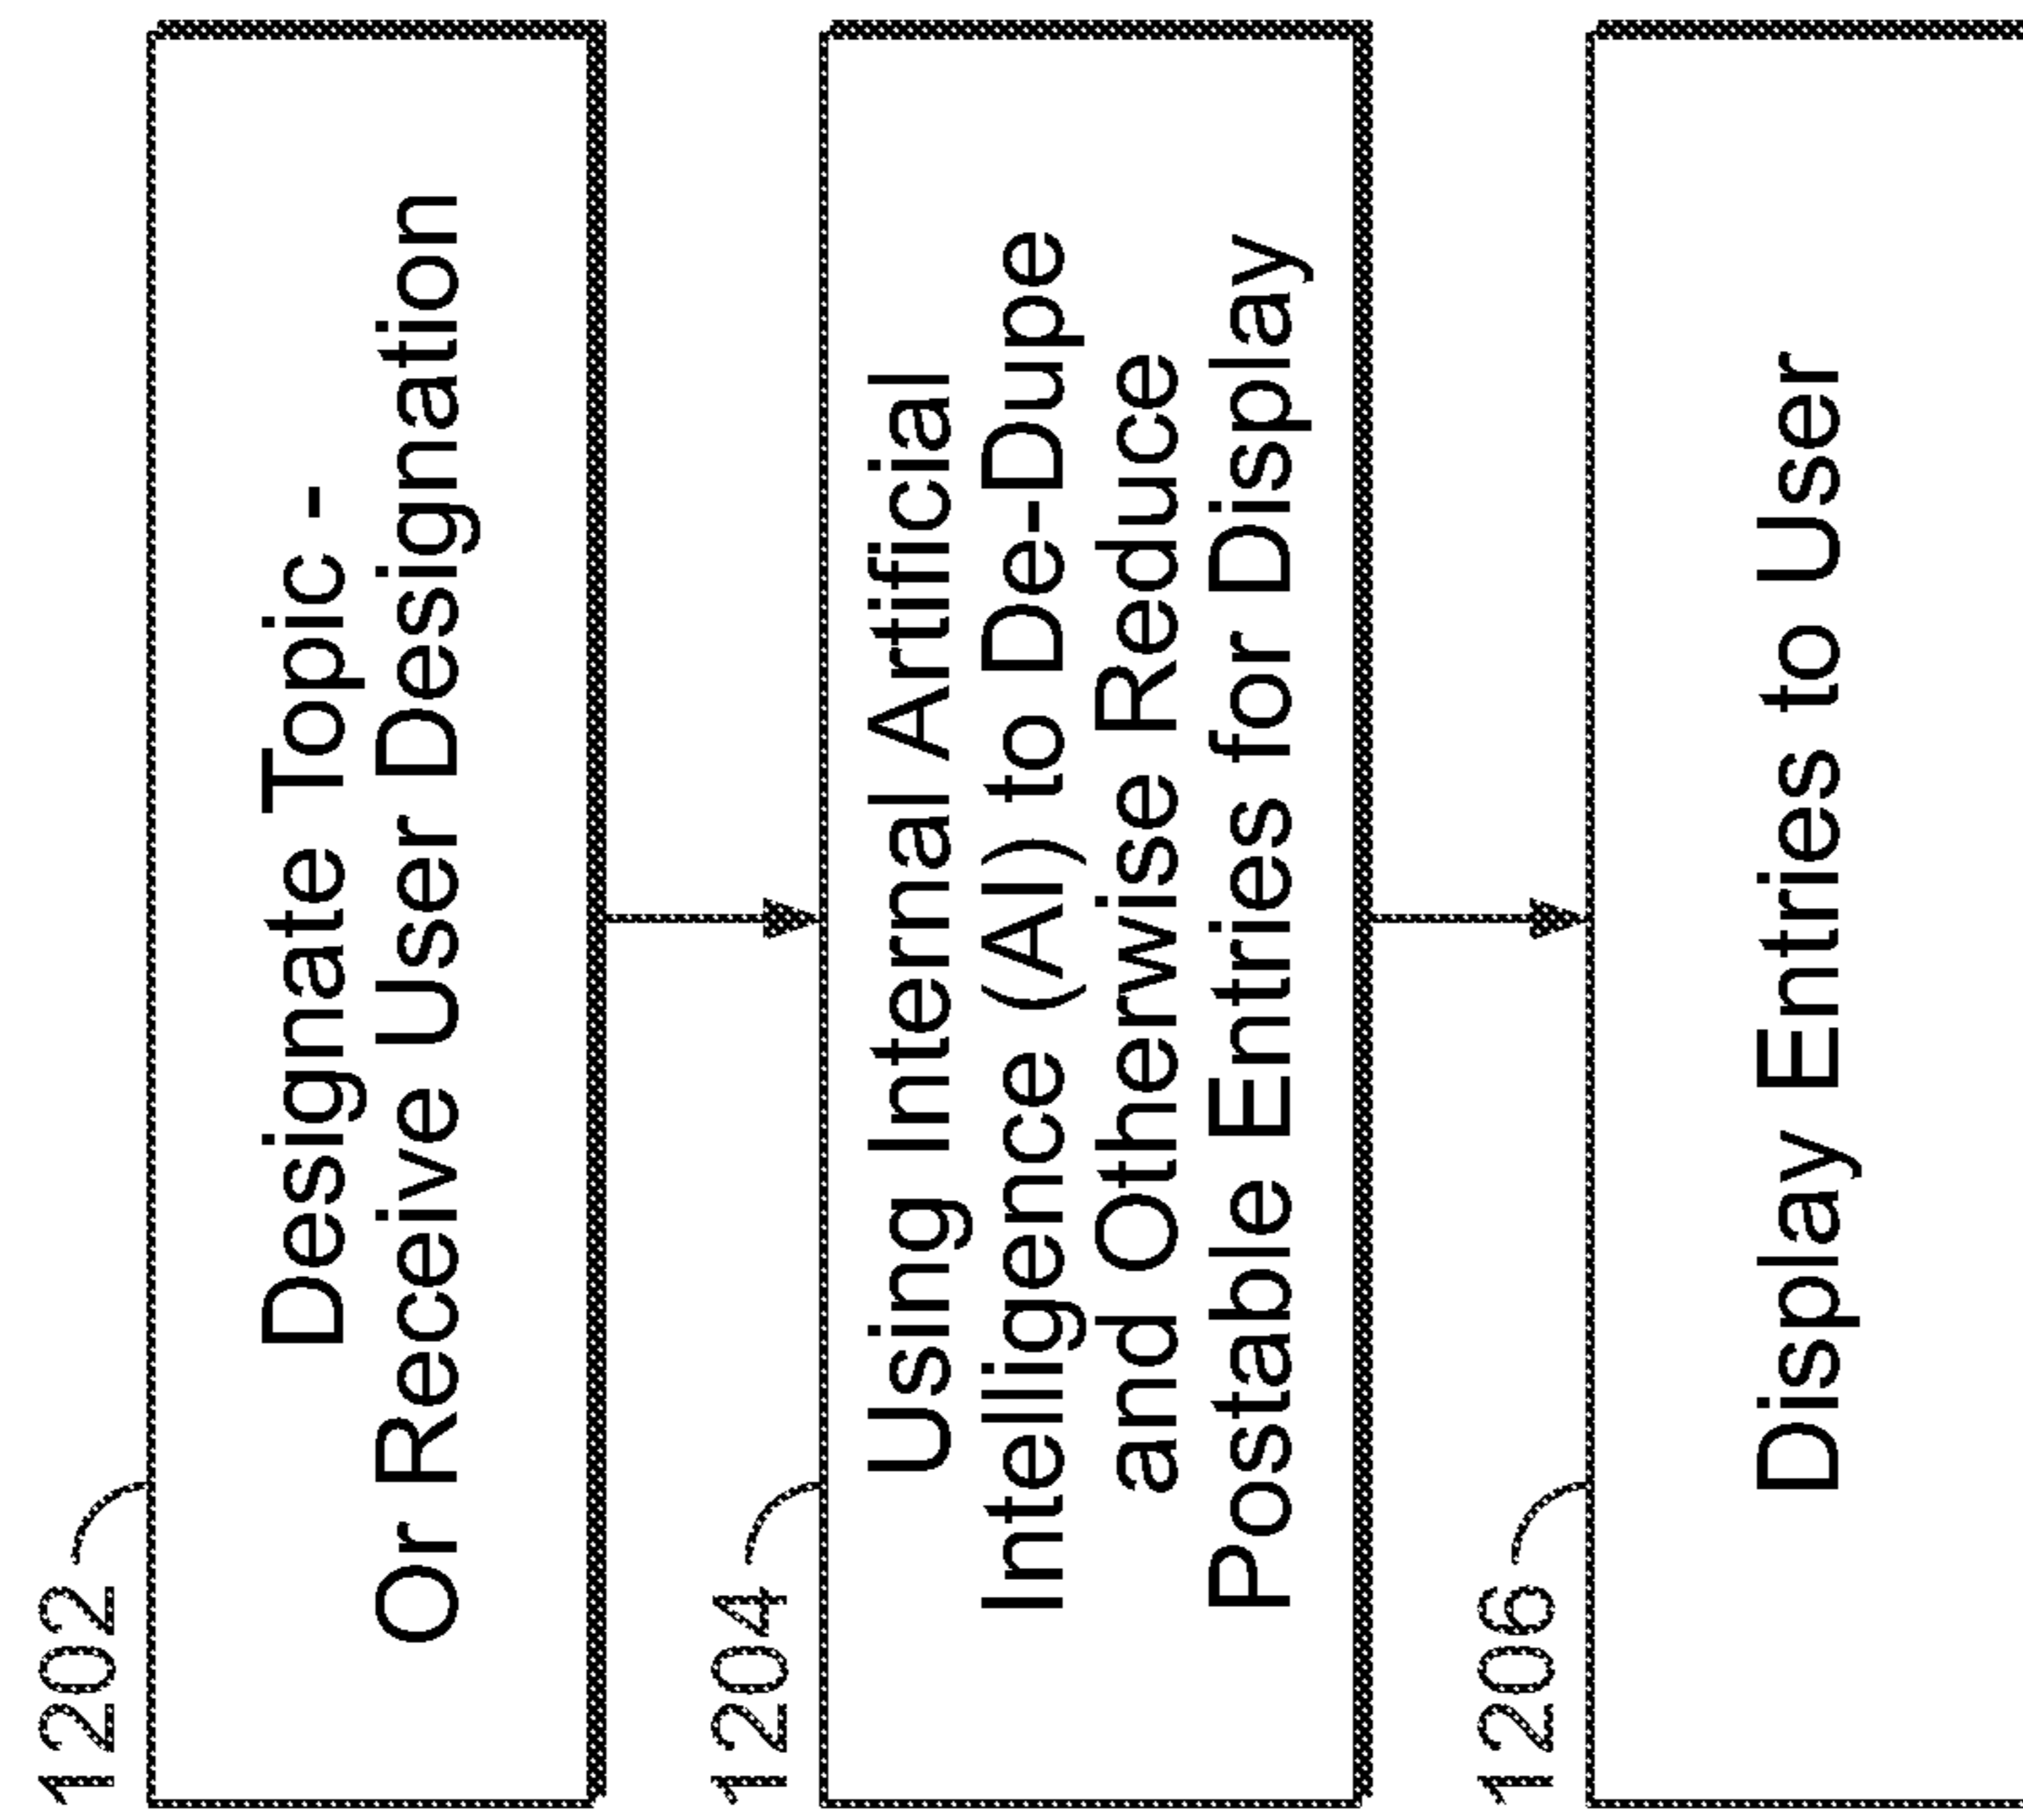 1202
Designate Topic -
Or Receive User Designation
1204
Using Internal Artificial
Intelligence (AI) to De-Dupe
and Otherwise Reduce
Postable Entries for Display
1206
Display Entries to User